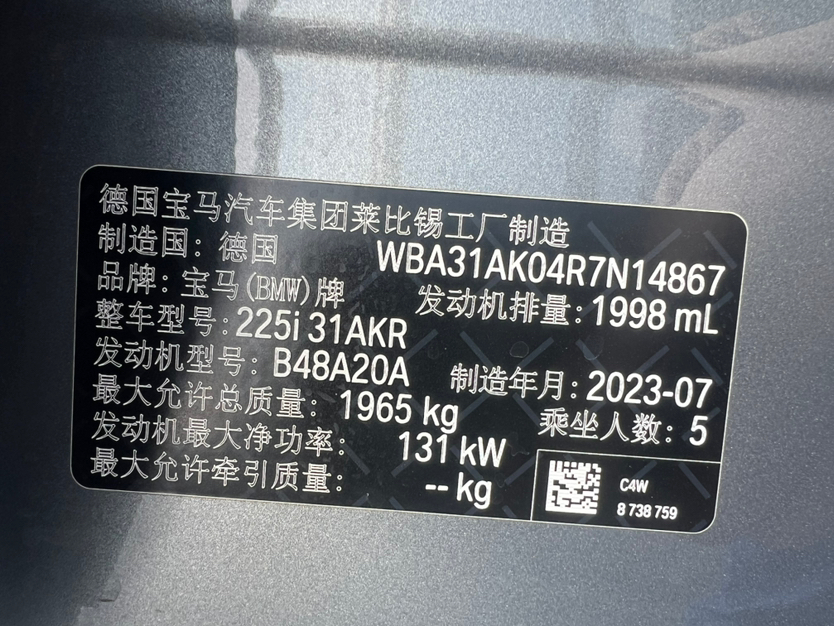 德国宝马汽车集团莱比锡工厂制造
制造国: 德国
WBA31AK04R7N14867
品牌: 宝马(BMW)牌
发动机排量: 1998 mL
整车型号: 225i 31AKR
发动机型号: B48A20A
制造年月: 2023-07
最大允许总质量: 1965 kg
乘坐人数: 5
发动机最大净功率: 131 kW
最大允许牵引质量: -- kg
C4W
8 738 759